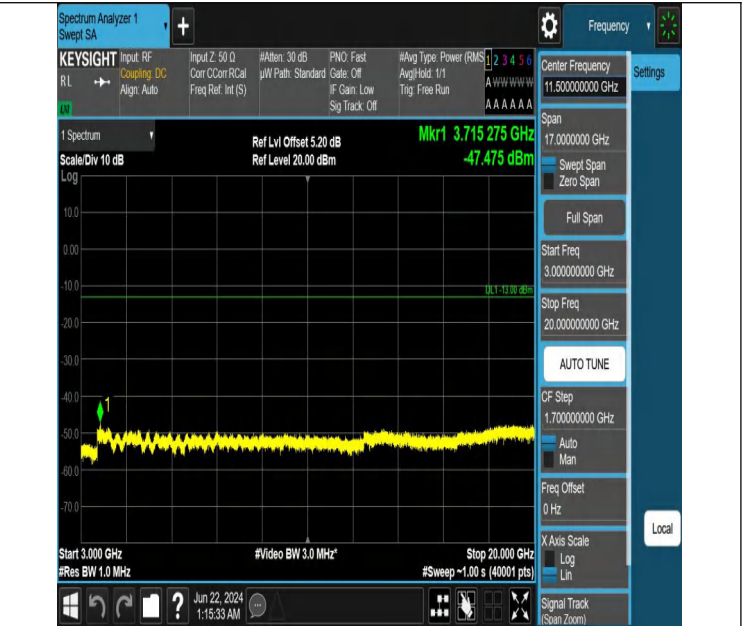 Spectrum Analyzer 1
Swept SA
+
Frequency
KEYSIGHT
RL
LNI
Input: RF
Coupling: DC
Align: Auto
Input Z: 50 Ω
Corr CCorr RCal
Freq Ref: Int (S)
#Atten: 30 dB
µW Path: Standard
PNO: Fast
Gate: Off
IF Gain: Low
Sig Track: Off
#Avg Type: Power (RMS
Avg|Hold: 1/1
Trig: Free Run
1 2 3 4 5 6
A W W W W W
A A A A A A
1 Spectrum
Scale/Div 10 dB
Ref Lvl Offset 5.20 dB
Ref Level 20.00 dBm
Mkr1 3.715 275 GHz
-47.475 dBm
Log
10.0
0.00
-10.0
DL1 -13.00 dBm
-20.0
-30.0
-40.0
1
-50.0
-60.0
-70.0
Start 3.000 GHz
#Res BW 1.0 MHz
#Video BW 3.0 MHz*
Stop 20.000 GHz
#Sweep ~1.00 s (40001 pts)
Jun 22, 2024
1:15:33 AM
?
Center Frequency
11.500000000 GHz
Settings
Span
17.0000000 GHz
Swept Span
Zero Span
Full Span
Start Freq
3.000000000 GHz
Stop Freq
20.000000000 GHz
AUTO TUNE
CF Step
1.700000000 GHz
Auto
Man
Freq Offset
0 Hz
X Axis Scale
Log
Lin
Local
Signal Track
(Span Zoom)